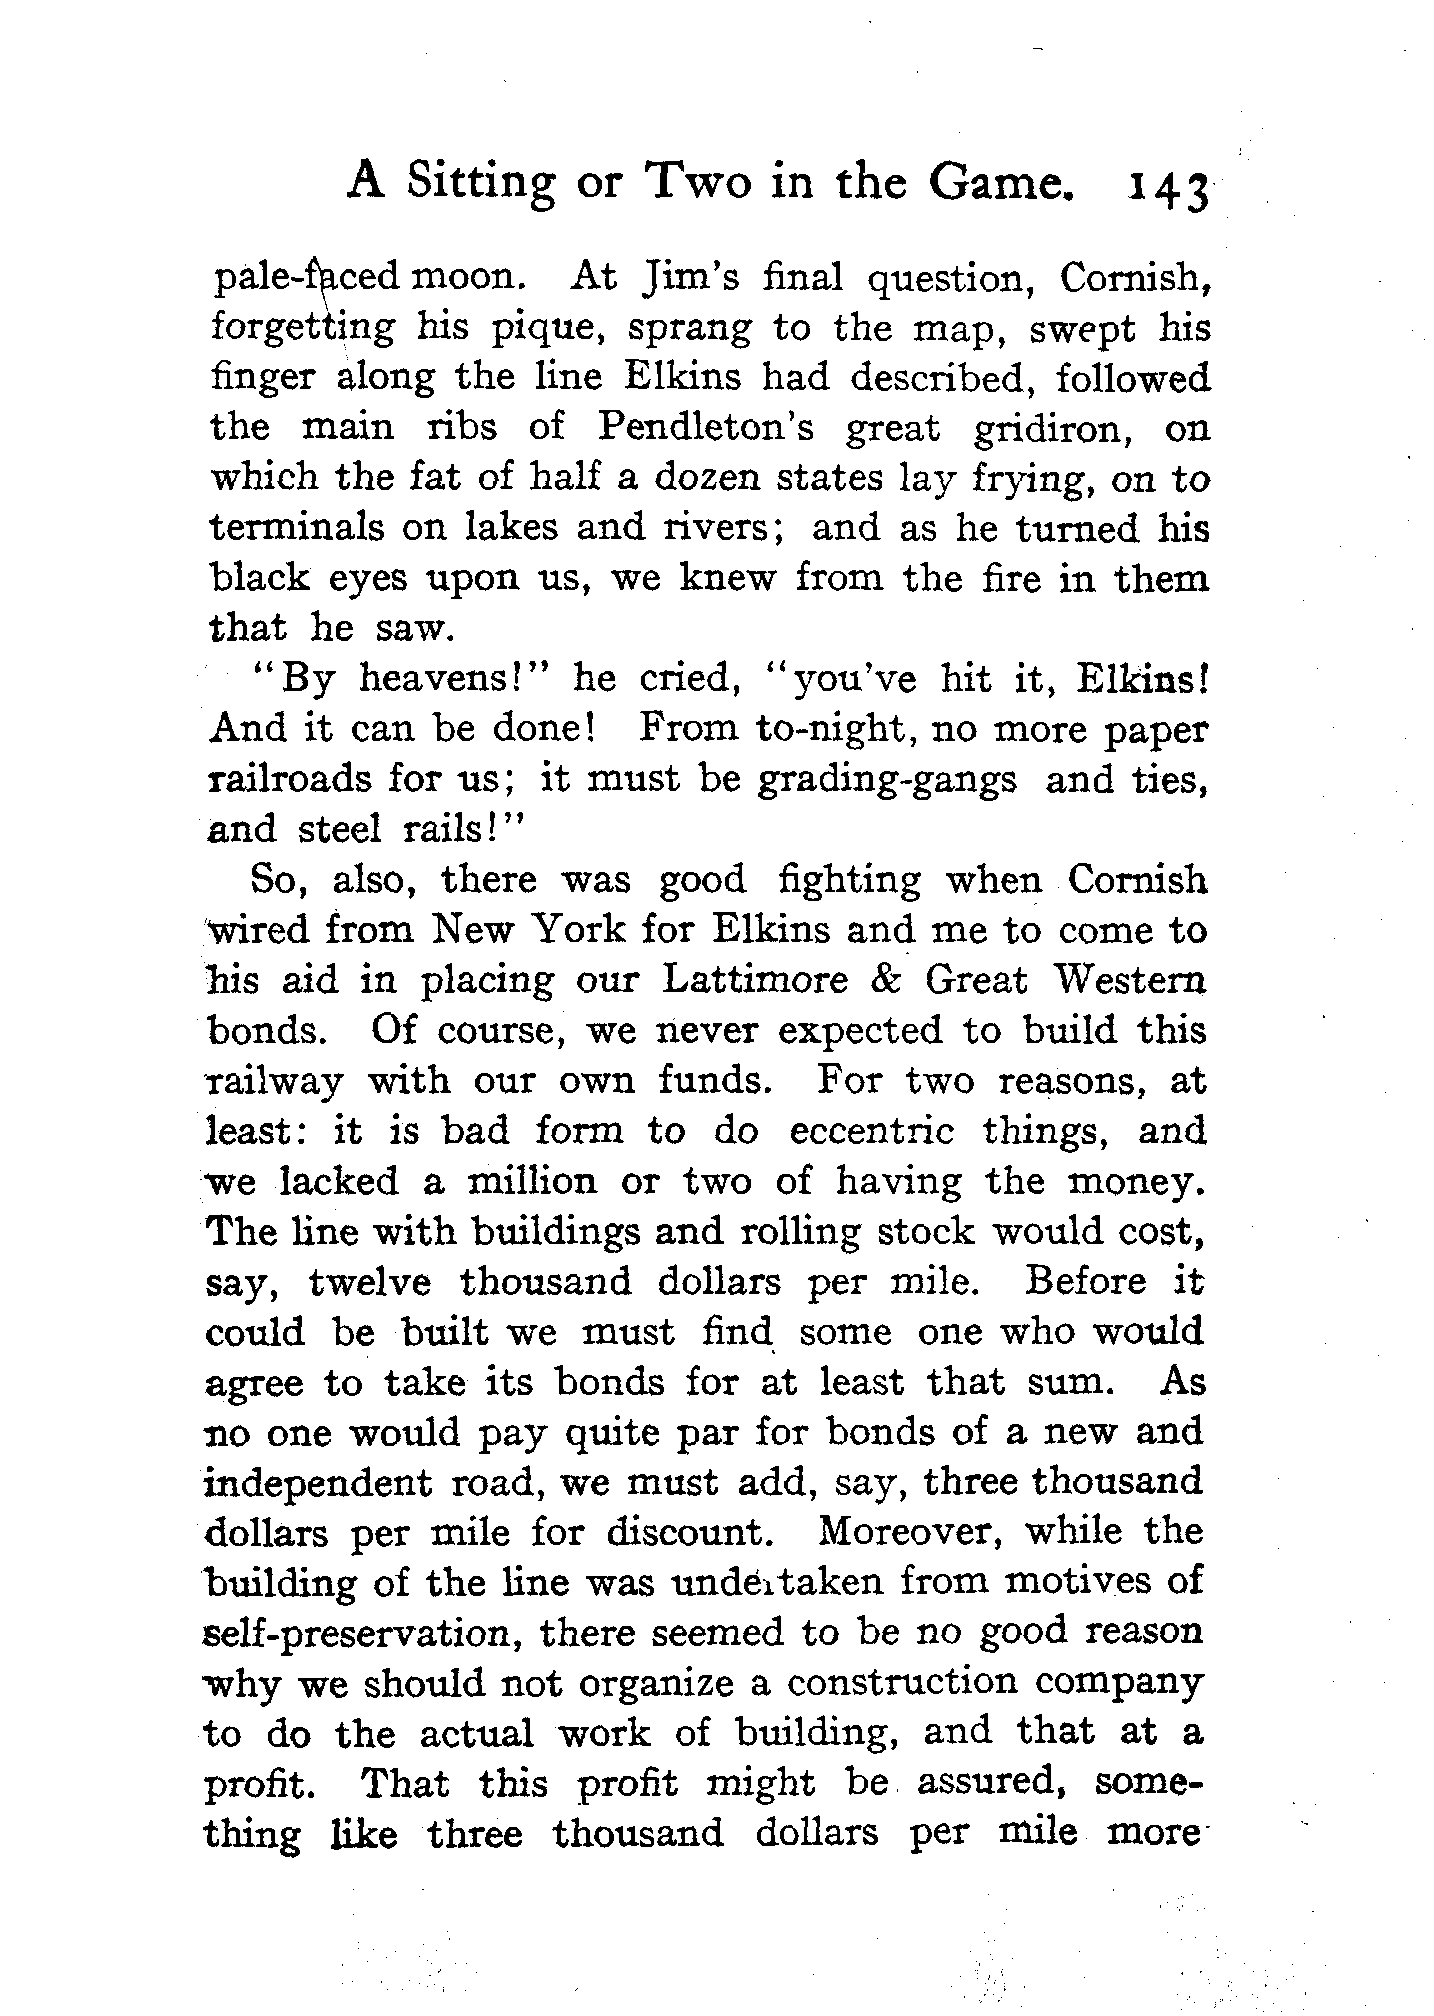 A Sitting or Two in the Game. 143
pale-faced moon. At Jim's final question, Cornish,
forgetting his pique, sprang to the map, swept his
finger along the line Elkins had described, followed
the main ribs of Pendleton's great gridiron, on
which the fat of half a dozen states lay frying, on to
terminals on lakes and rivers; and as he turned his
black eyes upon us, we knew from the fire in them
that he saw.
"By heavens!" he cried, "you've hit it, Elkins!
And it can be done! From to-night, no more paper
railroads for us; it must be grading-gangs and ties,
and steel rails!"
So, also, there was good fighting when Cornish
wired from New York for Elkins and me to come to
his aid in placing our Lattimore & Great Western
bonds. Of course, we never expected to build this
railway with our own funds. For two reasons, at
least: it is bad form to do eccentric things, and
we lacked a million or two of having the money.
The line with buildings and rolling stock would cost,
say, twelve thousand dollars per mile. Before it
could be built we must find some one who would
agree to take its bonds for at least that sum. As
no one would pay quite par for bonds of a new and
independent road, we must add, say, three thousand
dollars per mile for discount. Moreover, while the
building of the line was undertaken from motives of
self-preservation, there seemed to be no good reason
why we should not organize a construction company
to do the actual work of building, and that at a
profit. That this profit might be assured, some-
thing like three thousand dollars per mile more